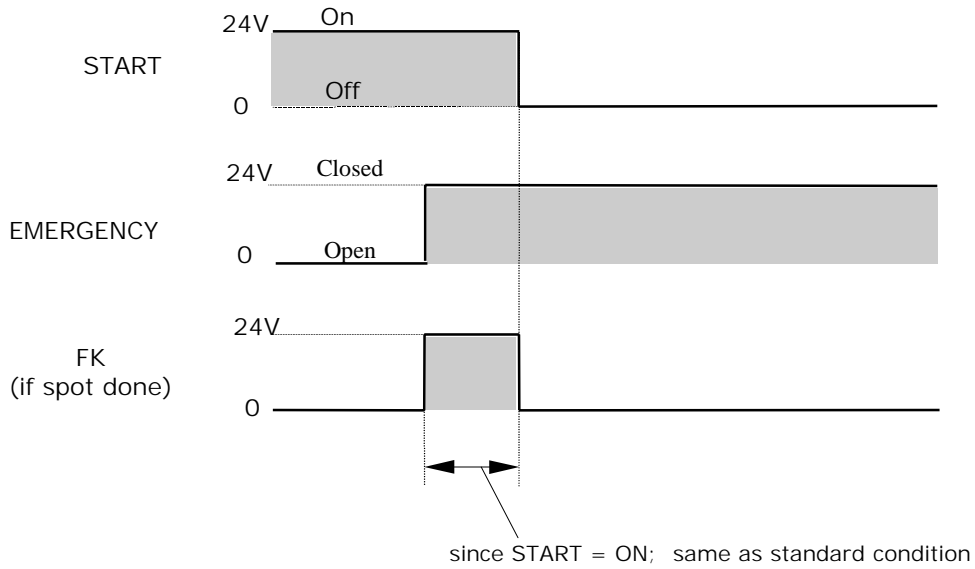 24V
On
START
Off
0
24V
Closed
EMERGENCY
0
Open
24V
FK
(if spot done)
0
since START = ON; same as standard condition